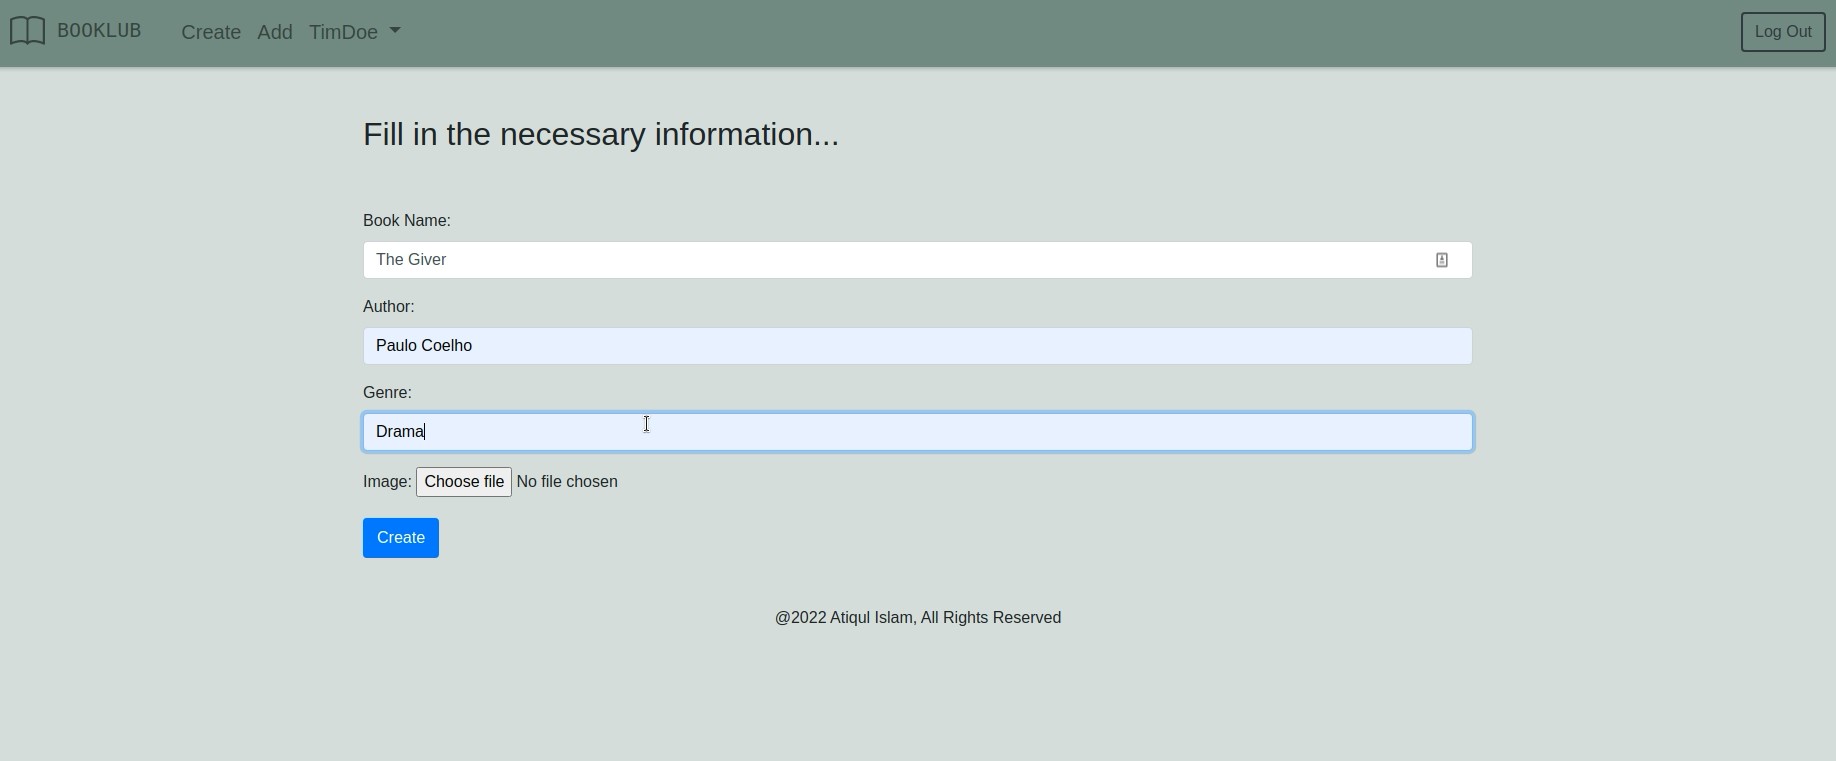 BOOKLUB Create Add TimDoe Log Out
Fill in the necessary information...
Book Name:
The Giver
Author:
Paulo Coelho
Genre:
Drama
Image: Choose file No file chosen
Create
@2022 Atiqul Islam, All Rights Reserved